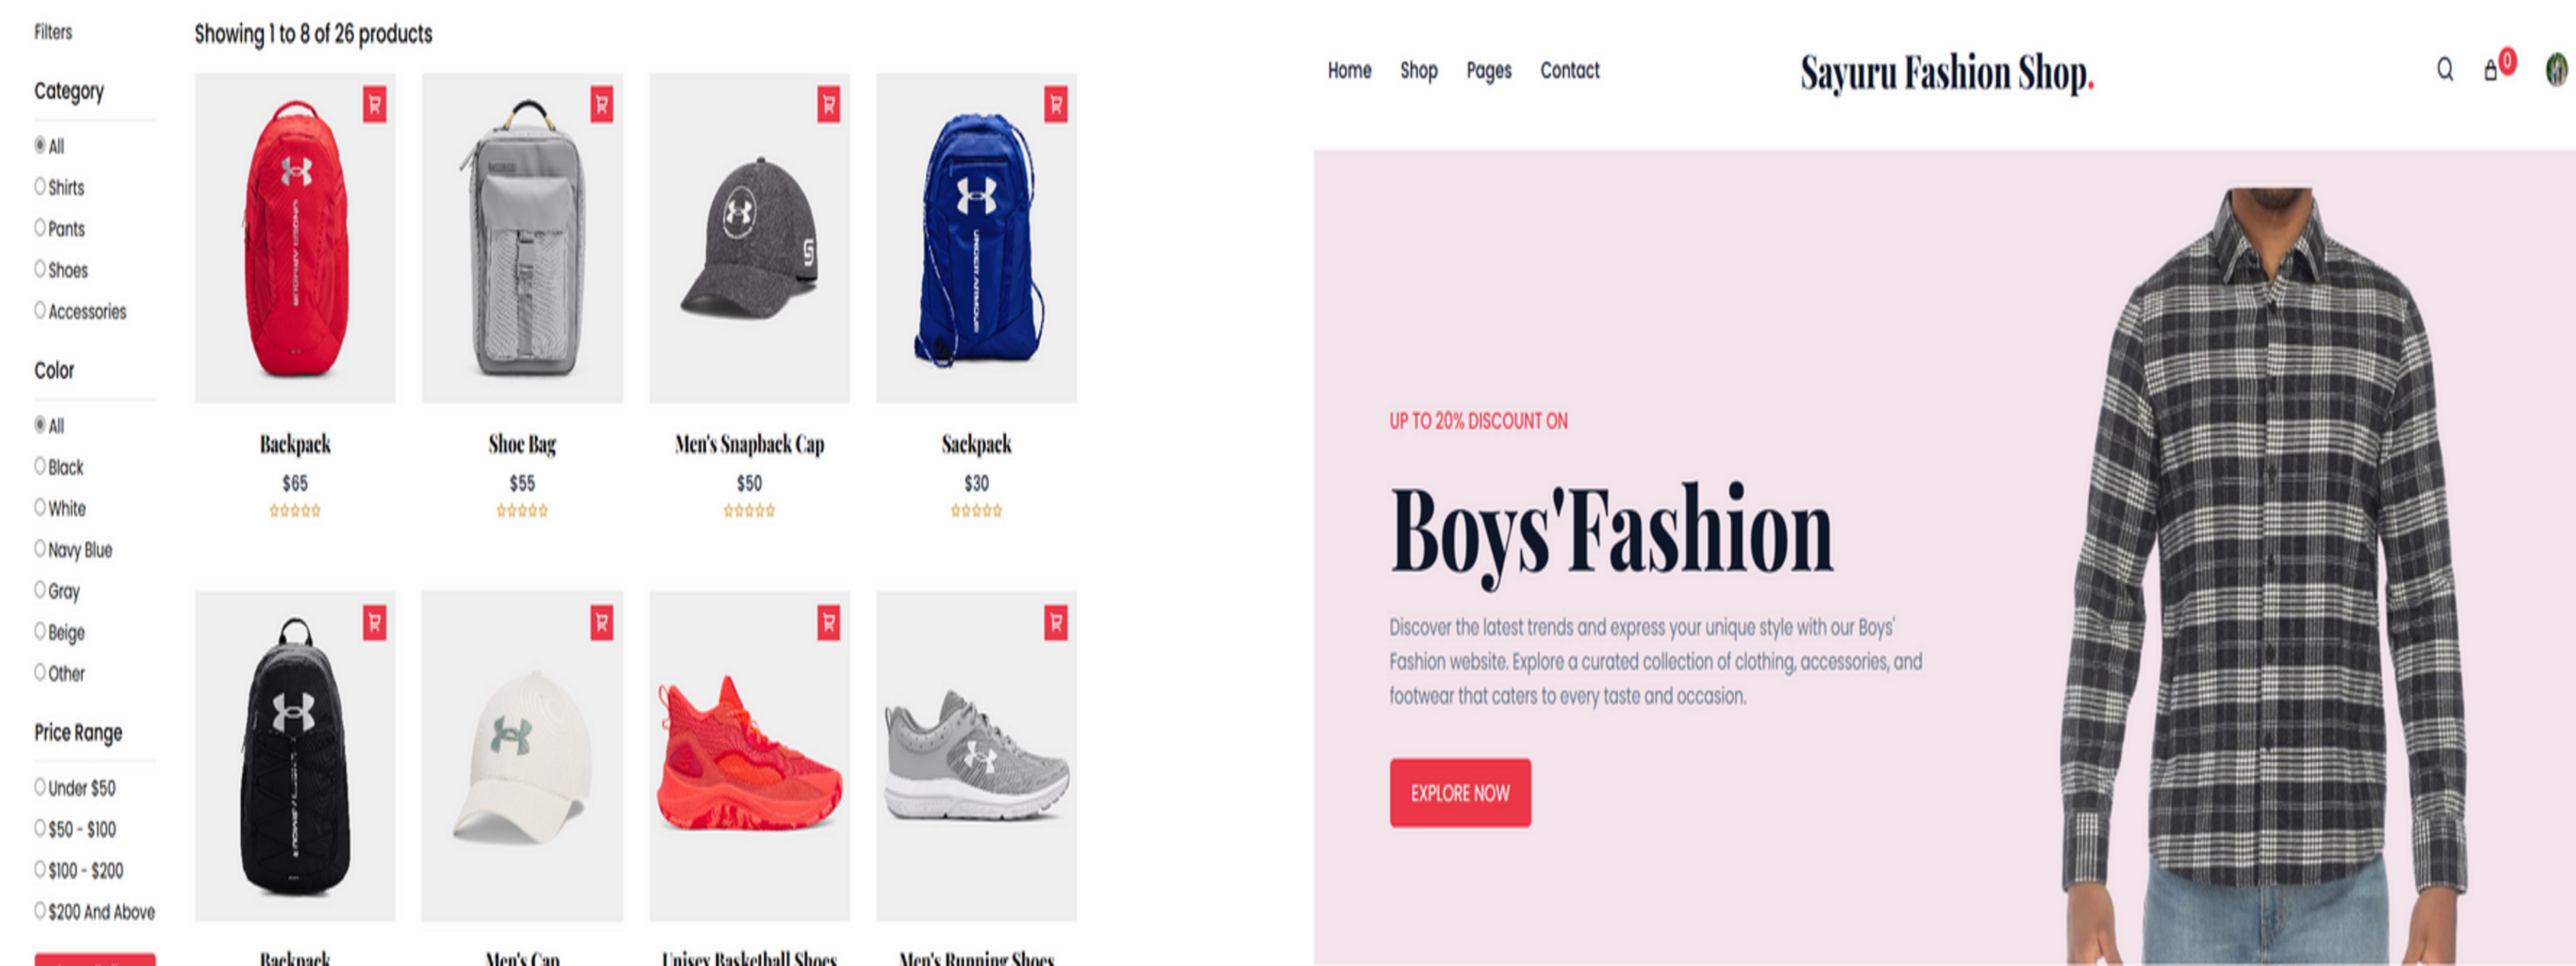 Filters
Showing 1 to 8 of 26 products
Category
All
Shirts
Pants
Shoes
Accessories
Color
All
Black
White
Navy Blue
Gray
Beige
Other
Price Range
Under $50
$50 - $100
$100 - $200
$200 And Above
UNDER ARMOUR
UNDER ARMOUR
Backpack
$65
Shoe Bag
$55
Men's Snapback Cap
$50
Sackpack
$30
Backpack
Men's Cap
Unisex Basketball Shoes
Men's Running Shoes
Home Shop Pages Contact
Sayuru Fashion Shop.
0
UP TO 20% DISCOUNT ON
Boys'Fashion
Discover the latest trends and express your unique style with our Boys'
Fashion website. Explore a curated collection of clothing, accessories, and
footwear that caters to every taste and occasion.
EXPLORE NOW